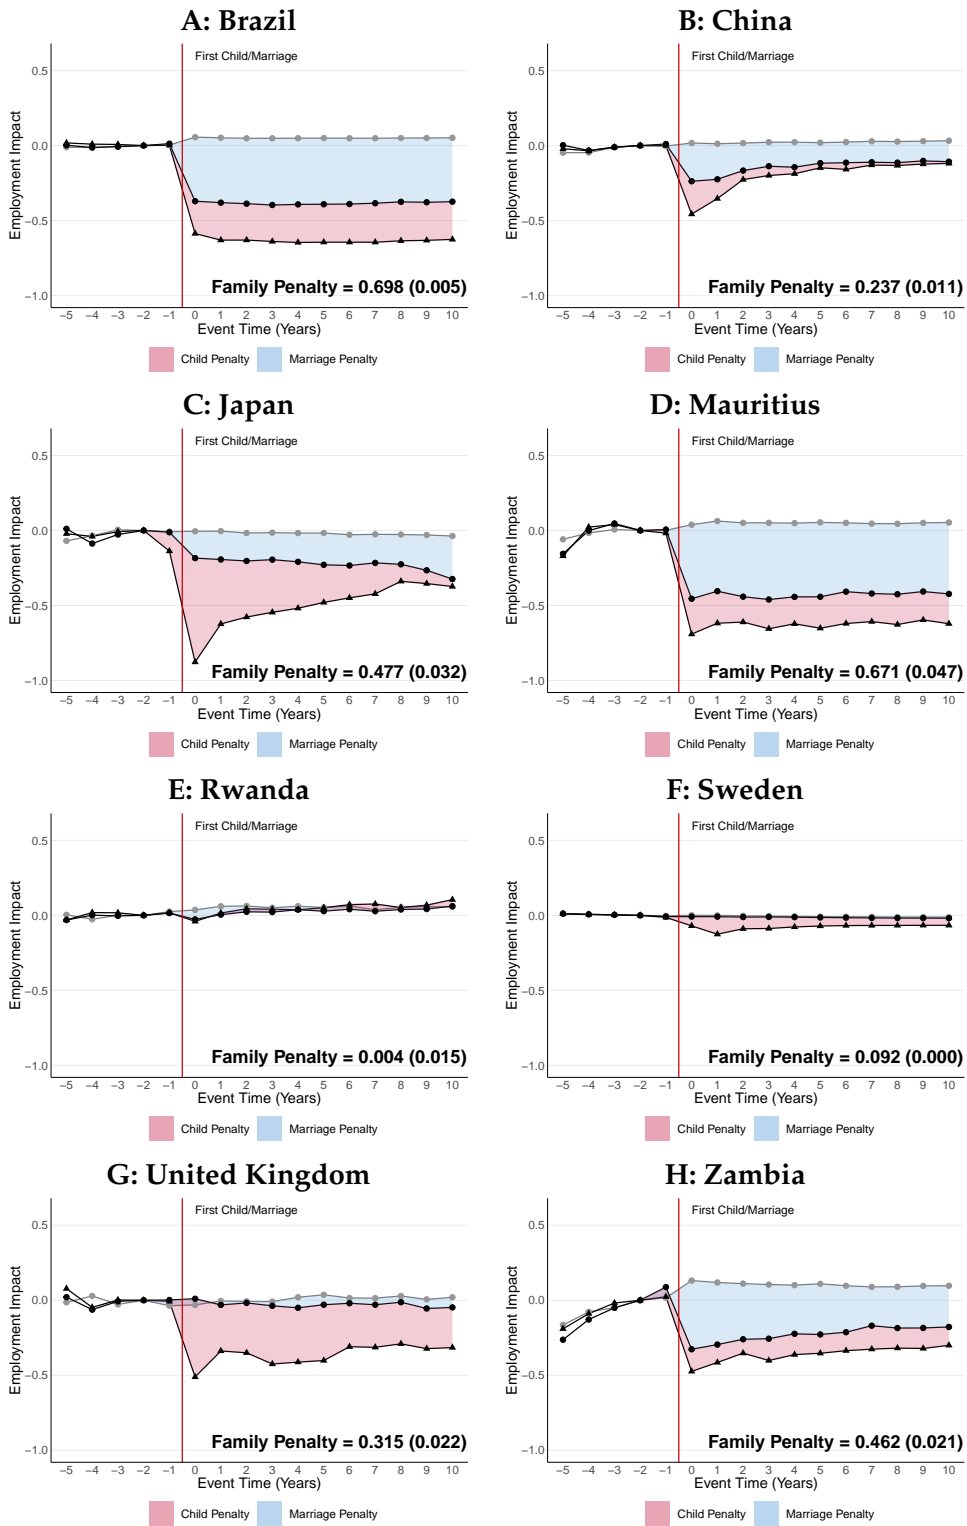 A: Brazil
Employment Impact
0.5
0.0
−0.5
−1.0
First Child/Marriage
Family Penalty = 0.698 (0.005)
−5 −4 −3 −2 −1 0 1 2 3 4 5 6 7 8 9 10
Event Time (Years)
Child Penalty Marriage Penalty
B: China
Employment Impact
0.5
0.0
−0.5
−1.0
First Child/Marriage
Family Penalty = 0.237 (0.011)
−5 −4 −3 −2 −1 0 1 2 3 4 5 6 7 8 9 10
Event Time (Years)
Child Penalty Marriage Penalty
C: Japan
Employment Impact
0.5
0.0
−0.5
−1.0
First Child/Marriage
Family Penalty = 0.477 (0.032)
−5 −4 −3 −2 −1 0 1 2 3 4 5 6 7 8 9 10
Event Time (Years)
Child Penalty Marriage Penalty
D: Mauritius
Employment Impact
0.5
0.0
−0.5
−1.0
First Child/Marriage
Family Penalty = 0.671 (0.047)
−5 −4 −3 −2 −1 0 1 2 3 4 5 6 7 8 9 10
Event Time (Years)
Child Penalty Marriage Penalty
E: Rwanda
Employment Impact
0.5
0.0
−0.5
−1.0
First Child/Marriage
Family Penalty = 0.004 (0.015)
−5 −4 −3 −2 −1 0 1 2 3 4 5 6 7 8 9 10
Event Time (Years)
Child Penalty Marriage Penalty
F: Sweden
Employment Impact
0.5
0.0
−0.5
−1.0
First Child/Marriage
Family Penalty = 0.092 (0.000)
−5 −4 −3 −2 −1 0 1 2 3 4 5 6 7 8 9 10
Event Time (Years)
Child Penalty Marriage Penalty
G: United Kingdom
Employment Impact
0.5
0.0
−0.5
−1.0
First Child/Marriage
Family Penalty = 0.315 (0.022)
−5 −4 −3 −2 −1 0 1 2 3 4 5 6 7 8 9 10
Event Time (Years)
Child Penalty Marriage Penalty
H: Zambia
Employment Impact
0.5
0.0
−0.5
−1.0
First Child/Marriage
Family Penalty = 0.462 (0.021)
−5 −4 −3 −2 −1 0 1 2 3 4 5 6 7 8 9 10
Event Time (Years)
Child Penalty Marriage Penalty